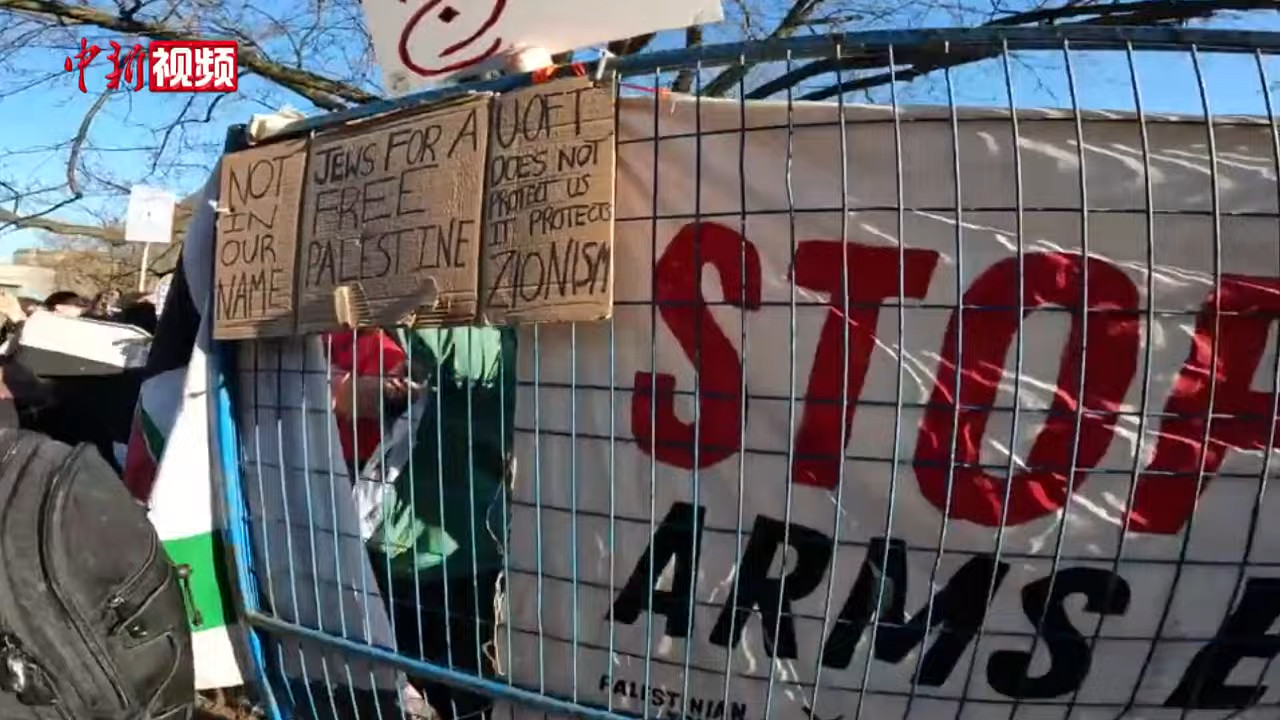 中新视频
NOT
IN
OUR
NAME
JEWS FOR A
FREE
PALESTINE
UOFT
DOES NOT
PROTECT US
IT PROTECTS
ZIONISM
STO
ARMS
PALESTINIAN